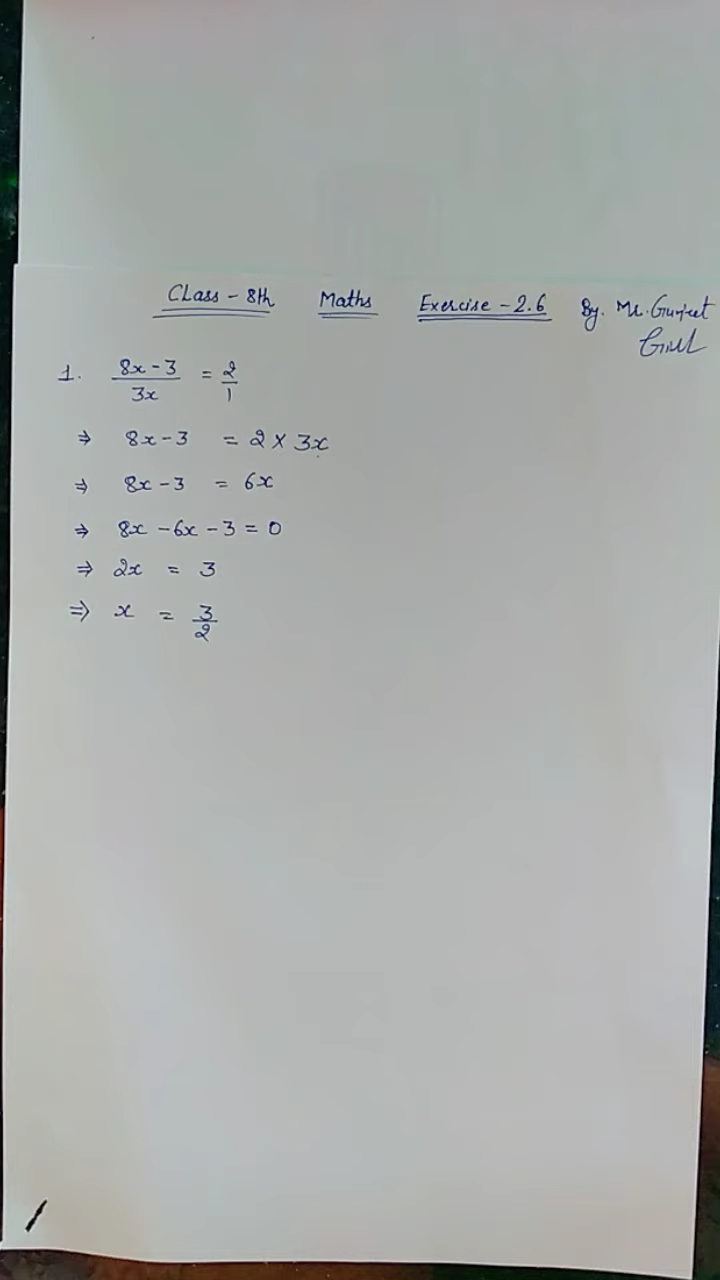 Class - 8th Maths Exercise - 2.6 By. Mr. Gurjeet
Gill
1. 8x - 3 / 3x = 2 / 1
⇒ 8x - 3 = 2 × 3x
⇒ 8x - 3 = 6x
⇒ 8x - 6x - 3 = 0
⇒ 2x = 3
⇒ x = 3 / 2